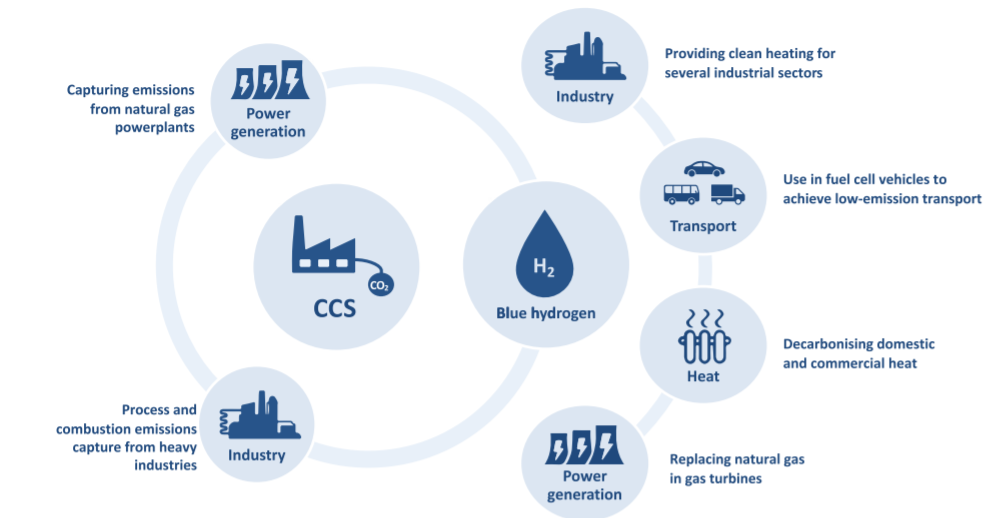 Capturing emissions
from natural gas
powerplants
Power
generation
CO₂
CCS
Process and
combustion emissions
capture from heavy
industries
Industry
H₂
Blue hydrogen
Industry
Providing clean heating for
several industrial sectors
Transport
Use in fuel cell vehicles to
achieve low-emission transport
Heat
Decarbonising domestic
and commercial heat
Power
generation
Replacing natural gas
in gas turbines